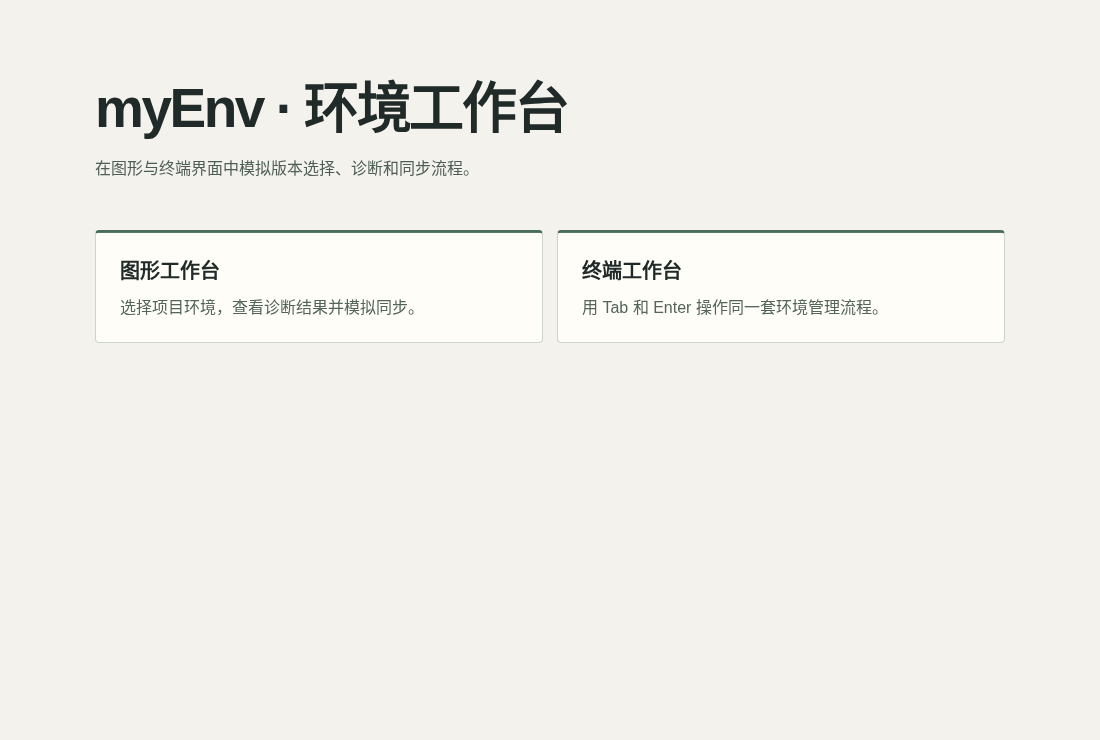 myEnv · 环境工作台
在图形与终端界面中模拟版本选择、诊断和同步流程。
图形工作台
选择项目环境，查看诊断结果并模拟同步。
终端工作台
用 Tab 和 Enter 操作同一套环境管理流程。